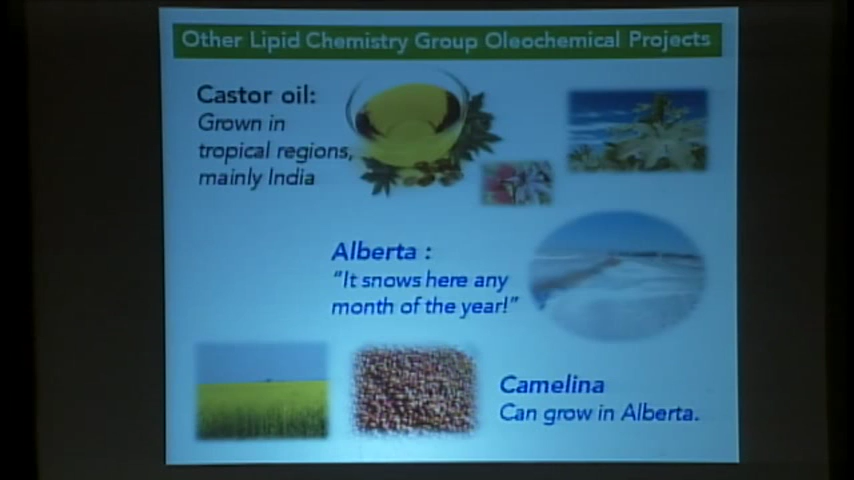 Other Lipid Chemistry Group Oleochemical Projects
Castor oil:
Grown in
tropical regions,
mainly India
Alberta :
"It snows here any
month of the year!"
Camelina
Can grow in Alberta.